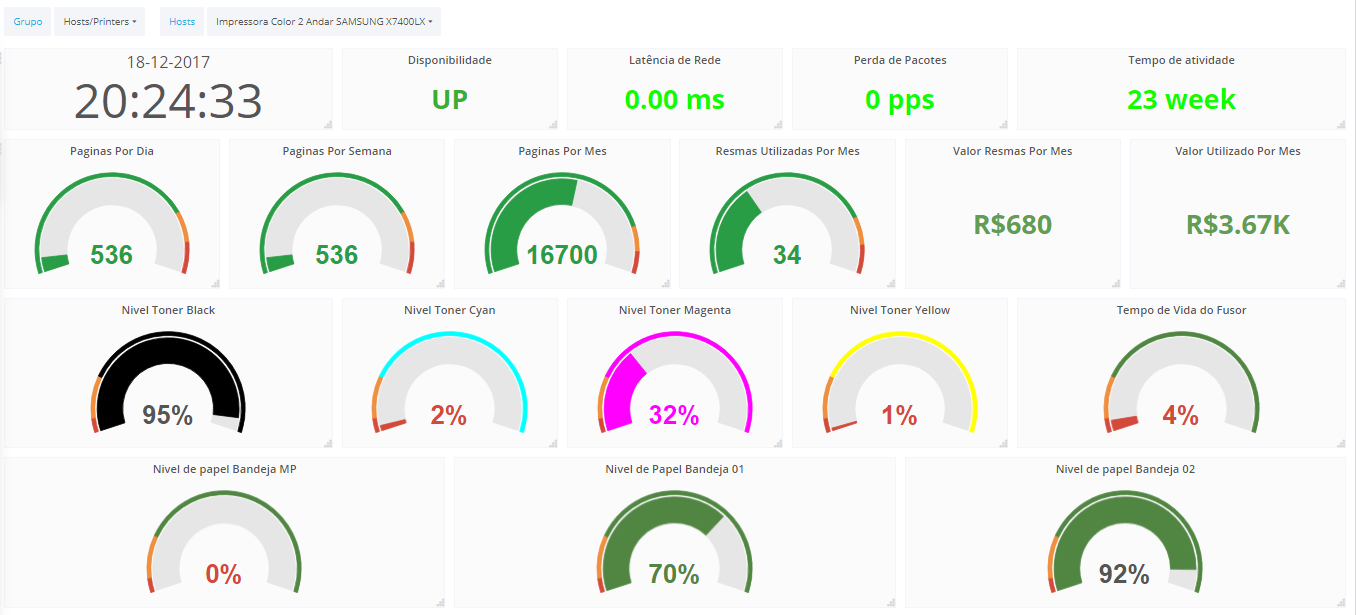 Grupo Hosts/Printers Hosts Impressora Color 2 Andar SAMSUNG X7400LX
18-12-2017
20:24:33
Disponibilidade
UP
Latência de Rede
0.00 ms
Perda de Pacotes
0 pps
Tempo de atividade
23 week
Paginas Por Dia
536
Paginas Por Semana
536
Paginas Por Mes
16700
Resmas Utilizadas Por Mes
34
Valor Resmas Por Mes
R$680
Valor Utilizado Por Mes
R$3.67K
Nivel Toner Black
95%
Nivel Toner Cyan
2%
Nivel Toner Magenta
32%
Nivel Toner Yellow
1%
Tempo de Vida do Fusor
4%
Nivel de papel Bandeja MP
0%
Nivel de Papel Bandeja 01
70%
Nivel de papel Bandeja 02
92%